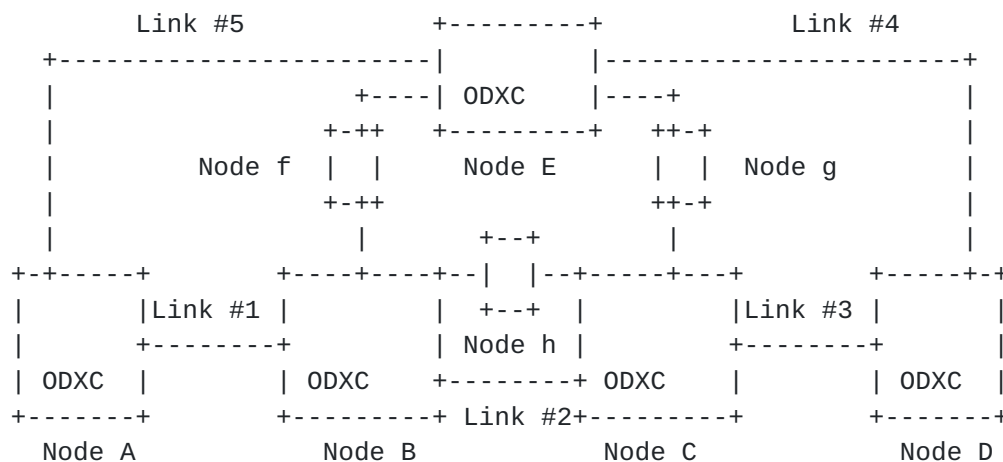 Link #5 Link #4
ODXC
Node f Node E Node g
Link #1 Link #3
Node h
ODXC ODXC ODXC ODXC
Link #2
Node A Node B Node C Node D